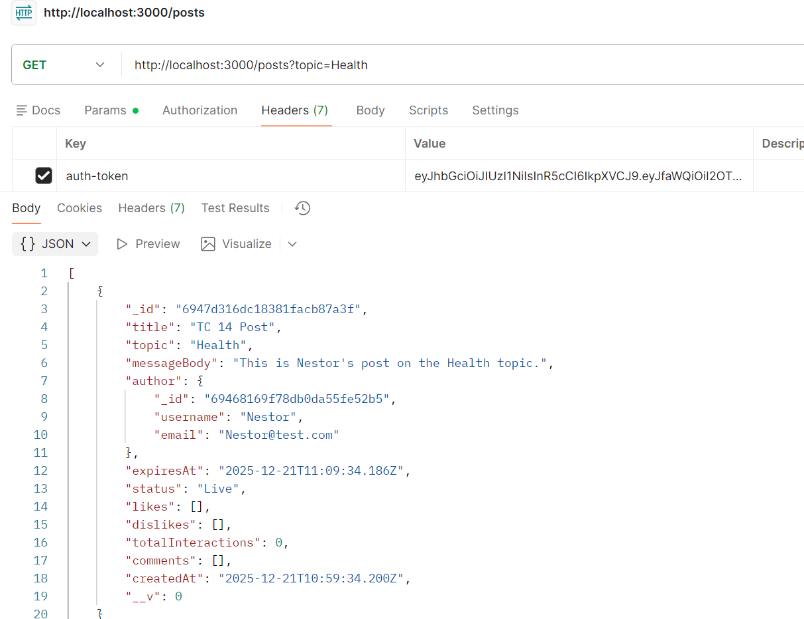 HTTP http://localhost:3000/posts
GET http://localhost:3000/posts?topic=Health
Docs Params Authorization Headers (7) Body Scripts Settings
Key Value Descrip
auth-token eyJhbGciOiJIUzI1NiIsInR5cCI6IkpXVCJ9.eyJfaWQiOiI2OT...
Body Cookies Headers (7) Test Results
{} JSON Preview Visualize
1 [
2 {
3 "_id": "6947d316dc18381facb87a3f",
4 "title": "TC 14 Post",
5 "topic": "Health",
6 "messageBody": "This is Nestor's post on the Health topic.",
7 "author": {
8 "_id": "69468169f78db0da55fe52b5",
9 "username": "Nestor",
10 "email": "Nestor@test.com"
11 },
12 "expiresAt": "2025-12-21T11:09:34.186Z",
13 "status": "Live",
14 "likes": [],
15 "dislikes": [],
16 "totalInteractions": 0,
17 "comments": [],
18 "createdAt": "2025-12-21T10:59:34.200Z",
19 "__v": 0
20 }